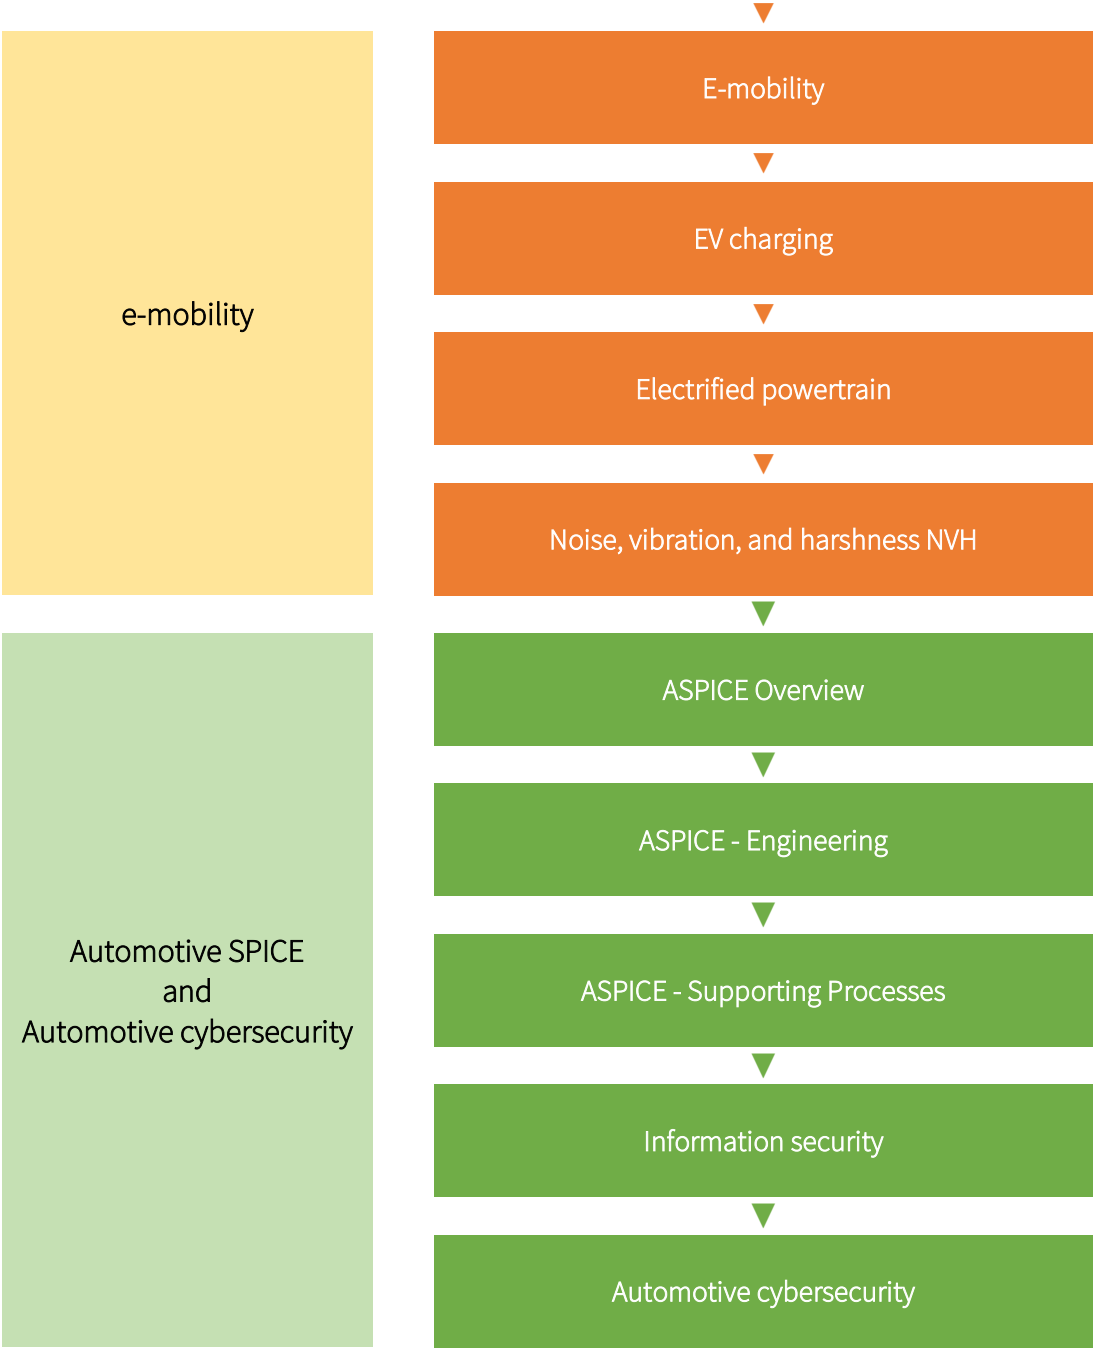 e-mobility
E-mobility
EV charging
Electrified powertrain
Noise, vibration, and harshness NVH
Automotive SPICE
and
Automotive cybersecurity
ASPICE Overview
ASPICE - Engineering
ASPICE - Supporting Processes
Information security
Automotive cybersecurity